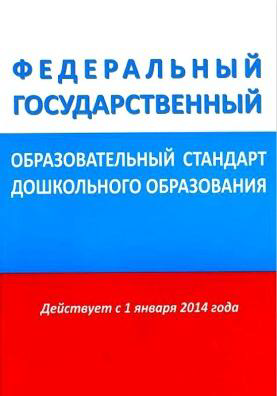 ФЕДЕРАЛЬНЫЙ
ГОСУДАРСТВЕННЫЙ
ОБРАЗОВАТЕЛЬНЫЙ СТАНДАРТ
ДОШКОЛЬНОГО ОБРАЗОВАНИЯ
Действует с 1 января 2014 года